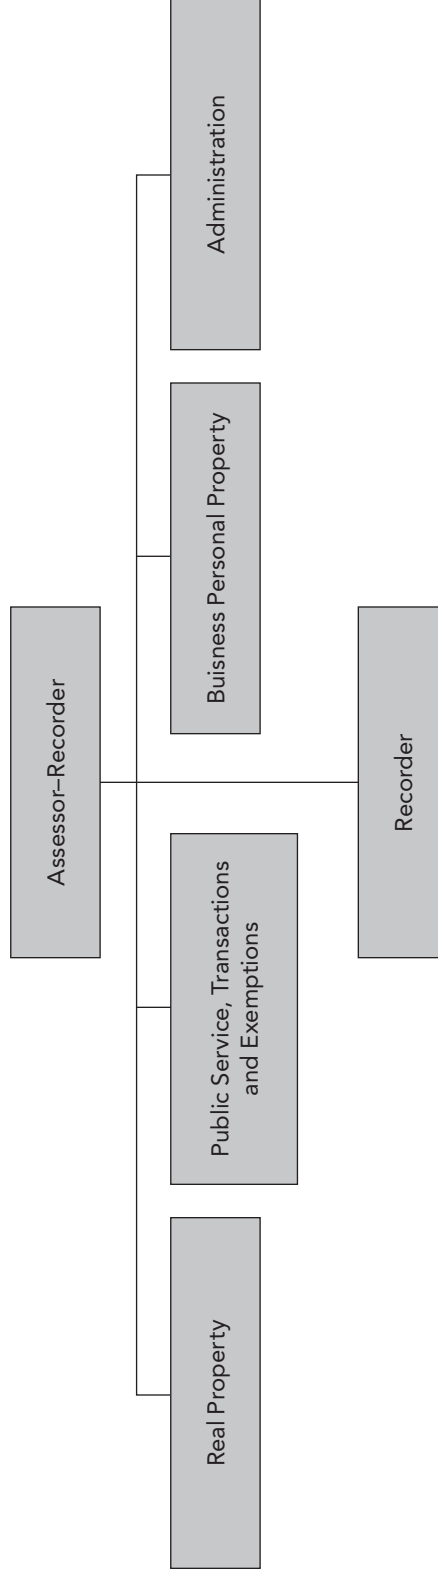 Assessor–Recorder
Real Property
Public Service, Transactions
and Exemptions
Buisness Personal Property
Administration
Recorder